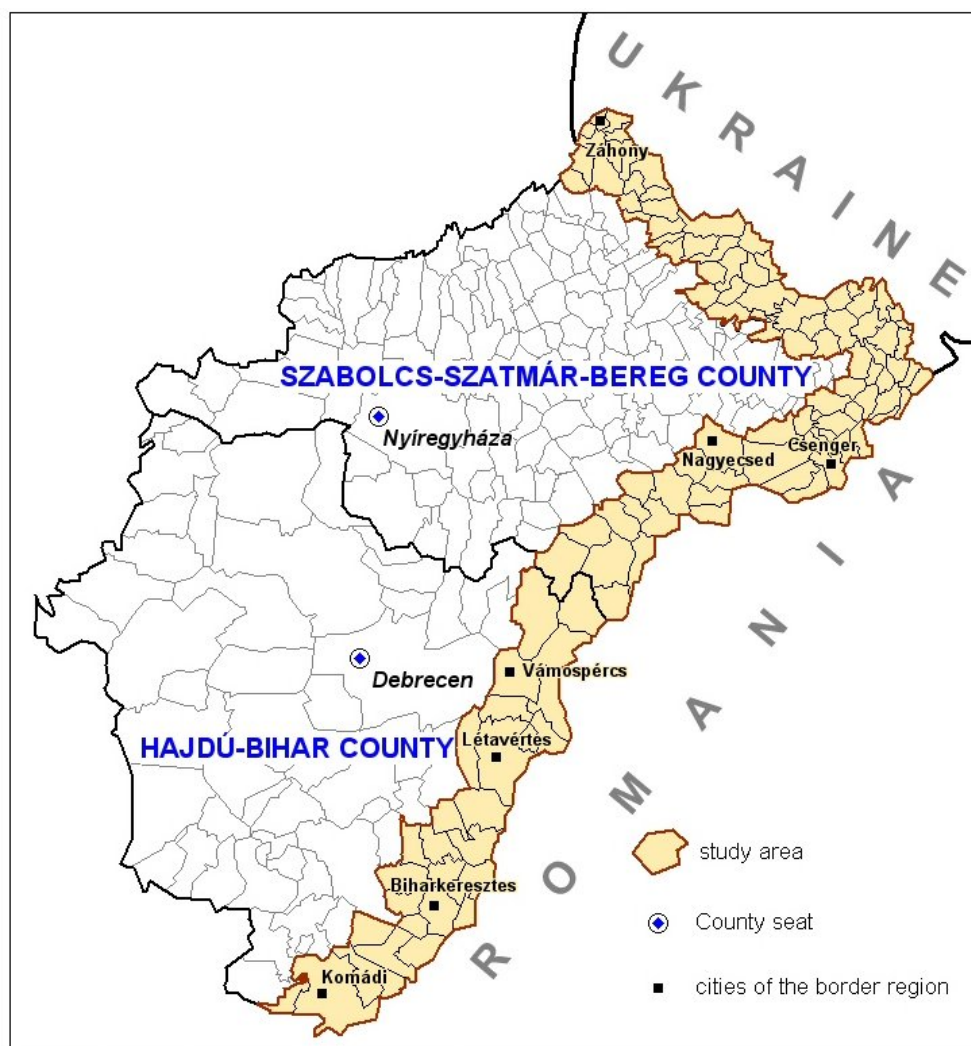 UKRAINE
Záhony
SZABOLCS-SZATMÁR-BEREG COUNTY
Nyíregyháza
Nagyecsed
Csenger
ROMANIA
Vámospércs
Debrecen
Létavértes
HAJDÚ-BIHAR COUNTY
study area
Biharkeresztes
County seat
Komádi
cities of the border region